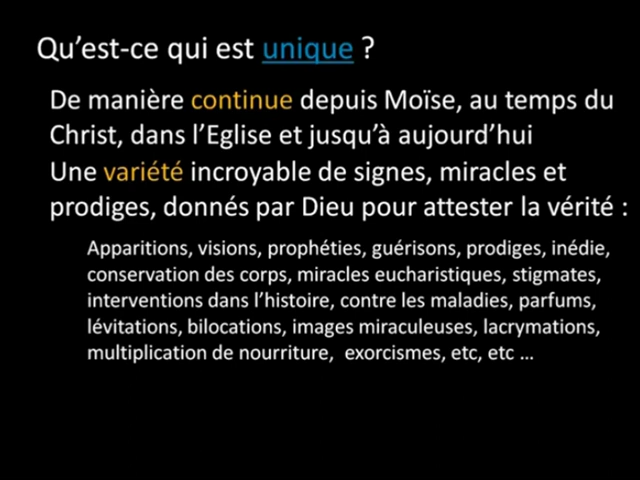 Qu’est-ce qui est unique ?
De manière continue depuis Moïse, au temps du
Christ, dans l’Eglise et jusqu’à aujourd’hui
Une variété incroyable de signes, miracles et
prodiges, donnés par Dieu pour attester la vérité :
Apparitions, visions, prophéties, guérisons, prodiges, inédie,
conservation des corps, miracles eucharistiques, stigmates,
interventions dans l’histoire, contre les maladies, parfums,
lévitations, bilocations, images miraculeuses, lacrymations,
multiplication de nourriture, exorcismes, etc, etc ...